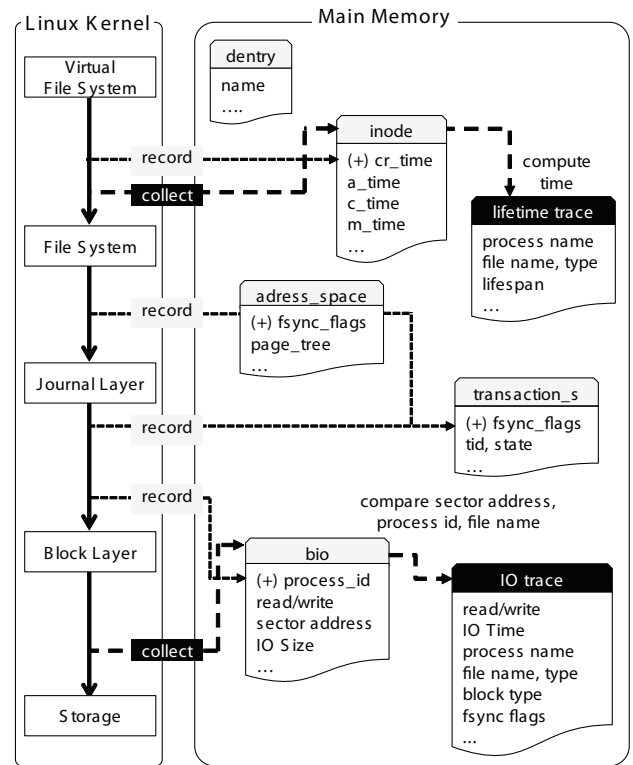 Linux Kernel
Main Memory
Virtual
File System
dentry
name
....
inode
(+) cr_time
a_time
c_time
m_time
...
record
collect
compute
time
lifetime trace
process name
file name, type
lifespan
...
File System
record
adress_space
(+) fsync_flags
page_tree
...
Journal Layer
transaction_s
(+) fsync_flags
tid, state
...
record
record
compare sector address,
process id, file name
Block Layer
bio
(+) process_id
read/write
sector address
IO Size
...
IO trace
read/write
IO Time
process name
file name, type
block type
fsync flags
...
collect
Storage